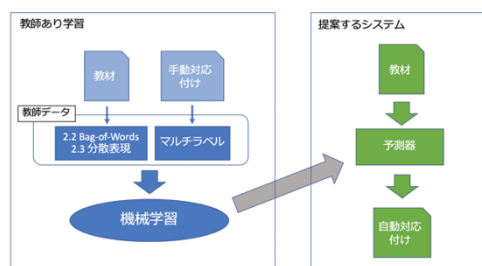 教師あり学習
教材
手動対応
付け
教師データ
2.2 Bag-of-Words
2.3 分散表現
マルチラベル
機械学習
提案するシステム
教材
予測器
自動対応
付け